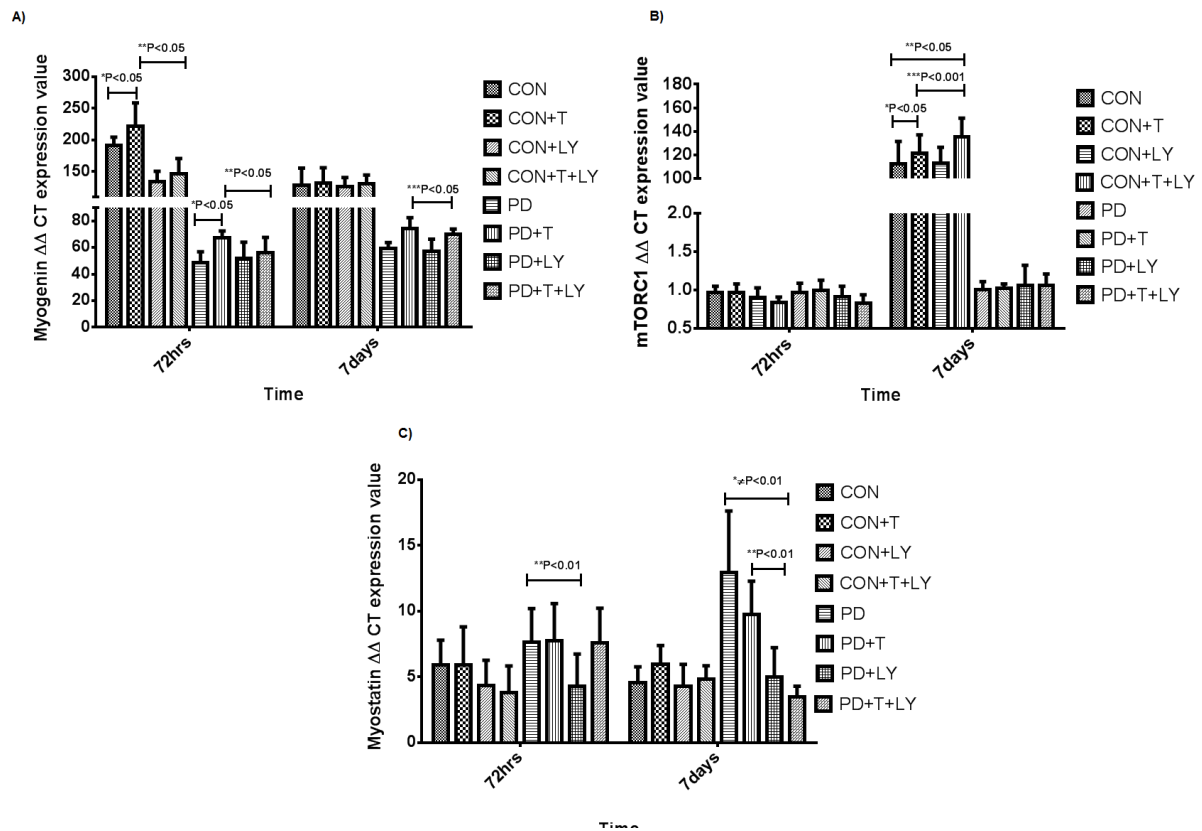 A)
Myogenin ΔΔ CT expression value
300
250
200
150
80
60
40
20
0
*P<0.05
**P<0.05
*P<0.05
**P<0.05
***P<0.05
72hrs
7days
Time
CON
CON+T
CON+LY
CON+T+LY
PD
PD+T
PD+LY
PD+T+LY
B)
mTORC1 ΔΔ CT expression value
180
160
140
120
100
2.0
1.5
1.0
0.5
**P<0.05
***P<0.001
*P<0.05
72hrs
7days
Time
CON
CON+T
CON+LY
CON+T+LY
PD
PD+T
PD+LY
PD+T+LY
C)
Myostatin ΔΔ CT expression value
20
15
10
5
0
**P<0.01
*≠P<0.01
**P<0.01
72hrs
7days
Time
CON
CON+T
CON+LY
CON+T+LY
PD
PD+T
PD+LY
PD+T+LY